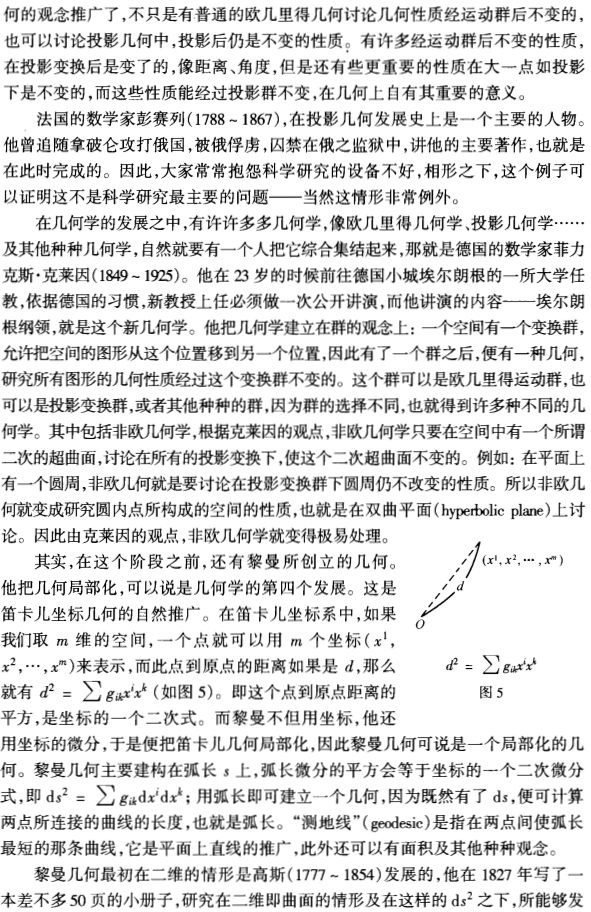 何的观念推广了,不只是有普通的欧几里得几何讨论几何性质经运动群后不变的,
也可以讨论投影几何中,投影后仍是不变的性质。有许多经运动群后不变的性质,
在投影变换后是变了的,像距离、角度,但是还有些更重要的性质在大一点如投影
下是不变的,而这些性质能经过投影群不变,在几何上自有其重要的意义。
法国的数学家彭赛列(1788~1867),在投影几何发展史上是一个主要的人物。
他曾追随拿破仑攻打俄国,被俄俘虏,囚禁在俄之监狱中,讲他的主要著作,也就是
在此时完成的。因此,大家常常抱怨科学研究的设备不好,相形之下,这个例子可
以证明这不是科学研究最主要的问题——当然这情形非常例外。
在几何学的发展之中,有许许多多几何学,像欧几里得几何学、投影几何学……
及其他种种几何学,自然就要有一个人把它综合集结起来,那就是德国的数学家菲力
克斯·克莱因(1849~1925)。他在 23 岁的时候前往德国小城埃尔朗根的一所大学任
教,依据德国的习惯,新教授上任必须做一次公开讲演,而他讲演的内容——埃尔朗
根纲领,就是这个新几何学。他把几何学建立在群的观念上:一个空间有一个变换群,
允许把空间的图形从这个位置移到另一个位置,因此有了一个群之后,便有一种几何,
研究所有图形的几何性质经过这个变换群不变的。这个群可以是欧几里得运动群,也
可以是投影变换群,或者其他种种的群,因为群的选择不同,也就得到许多种不同的几
何学。其中包括非欧几何学,根据克莱因的观点,非欧几何学只要在空间中有一个所谓
二次的超曲面,讨论在所有的投影变换下,使这个二次超曲面不变的。例如:在平面上
有一个圆周,非欧几何就是要讨论在投影变换群下圆周仍不改变的性质。所以非欧几
何就变成研究圆内点所构成的空间的性质,也就是在双曲平面(hyperbolic plane)上讨
论。因此由克莱因的观点,非欧几何学就变得极易处理。
其实,在这个阶段之前,还有黎曼所创立的几何。
他把几何局部化,可以说是几何学的第四个发展。这是
笛卡儿坐标几何的自然推广。在笛卡儿坐标系中,如果
我们取 m 维的空间,一个点就可以用 m 个坐标(x¹,
x²,…,xᵐ)来表示,而此点到原点的距离如果是 d,那么
就有 d² = ∑ gᵢₖxⁱxᵏ (如图 5)。即这个点到原点距离的
平方,是坐标的一个二次式。而黎曼不但用坐标,他还
(x¹, x², …, xᵐ)
d
O
d² = ∑ gᵢₖxⁱxᵏ
图 5
用坐标的微分,于是便把笛卡儿几何局部化,因此黎曼几何可说是一个局部化的几
何。黎曼几何主要建构在弧长 s 上,弧长微分的平方会等于坐标的一个二次微分
式,即 ds² = ∑ gᵢₖdxⁱdxᵏ;用弧长即可建立一个几何,因为既然有了 ds,便可计算
两点所连接的曲线的长度,也就是弧长。“测地线”(geodesic)是指在两点间使弧长
最短的那条曲线,它是平面上直线的推广,此外还可以有面积及其他种种观念。
黎曼几何最初在二维的情形是高斯(1777~1854)发展的,他在 1827 年写了一
本差不多 50 页的小册子,研究在二维即曲面的情形及在这样的 ds² 之下,所能够发